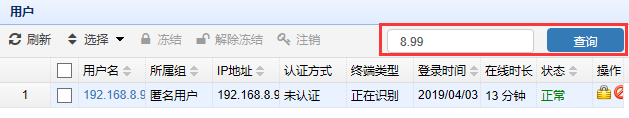 用户
刷新 选择 冻结 解除冻结 注销 8.99 查询
用户名 所属组 IP地址 认证方式 终端类型 登录时间 在线时长 状态 操作
1 192.168.8.9 匿名用户 192.168.8.9 未认证 正在识别 2019/04/03 13 分钟 正常